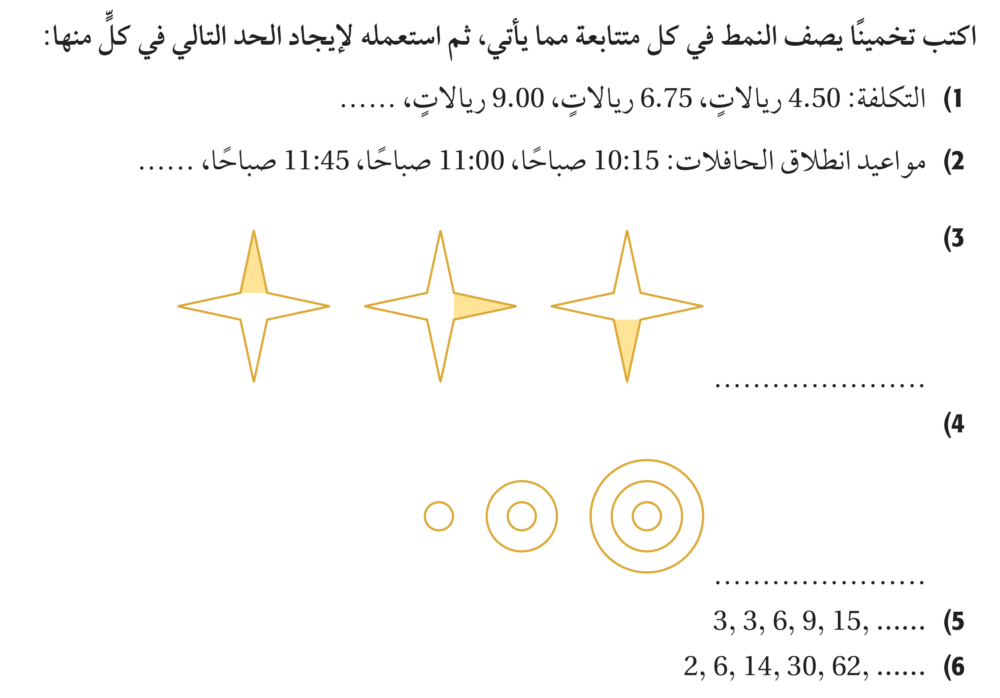 اكتب تخمينًا يصف النمط في كل متتابعة مما يأتي، ثم استعمله لإيجاد الحد التالي في كلٍّ منها:
1) التكلفة: 4.50 ريالاتٍ، 6.75 ريالاتٍ، 9.00 ريالاتٍ، ......
2) مواعيد انطلاق الحافلات: 10:15 صباحًا، 11:00 صباحًا، 11:45 صباحًا، ......
3)
......................
4)
......................
5) 3, 3, 6, 9, 15, ......
6) 2, 6, 14, 30, 62, ......